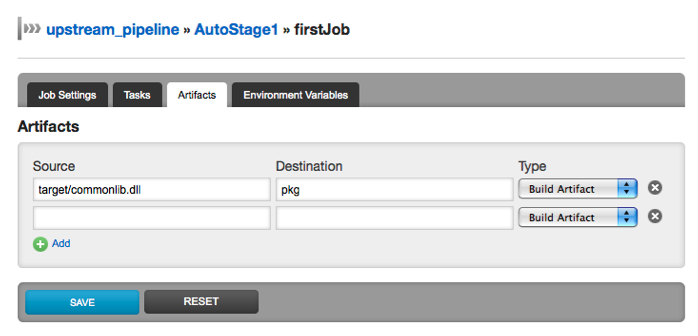 upstream_pipeline » AutoStage1 » firstJob
Job Settings Tasks Artifacts Environment Variables
Artifacts
Source Destination Type
target/commonlib.dll pkg Build Artifact
Build Artifact
Add
SAVE RESET